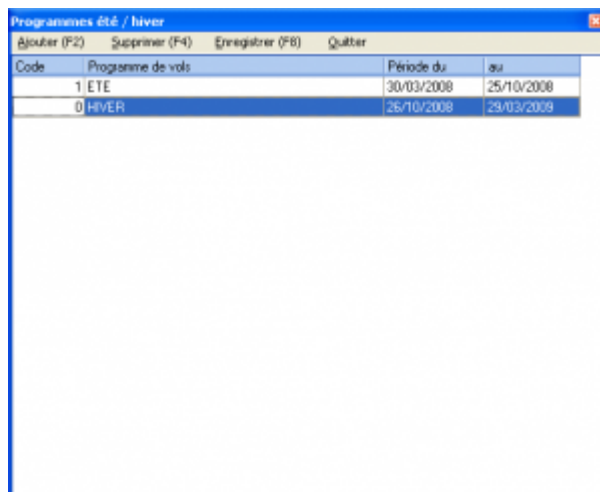 Programmes été / hiver
Ajouter (F2) Supprimer (F4) Enregistrer (F8) Quitter
Code Programme de vols Période du au
1 ETE 30/03/2008 25/10/2008
0 HIVER 26/10/2008 29/03/2009